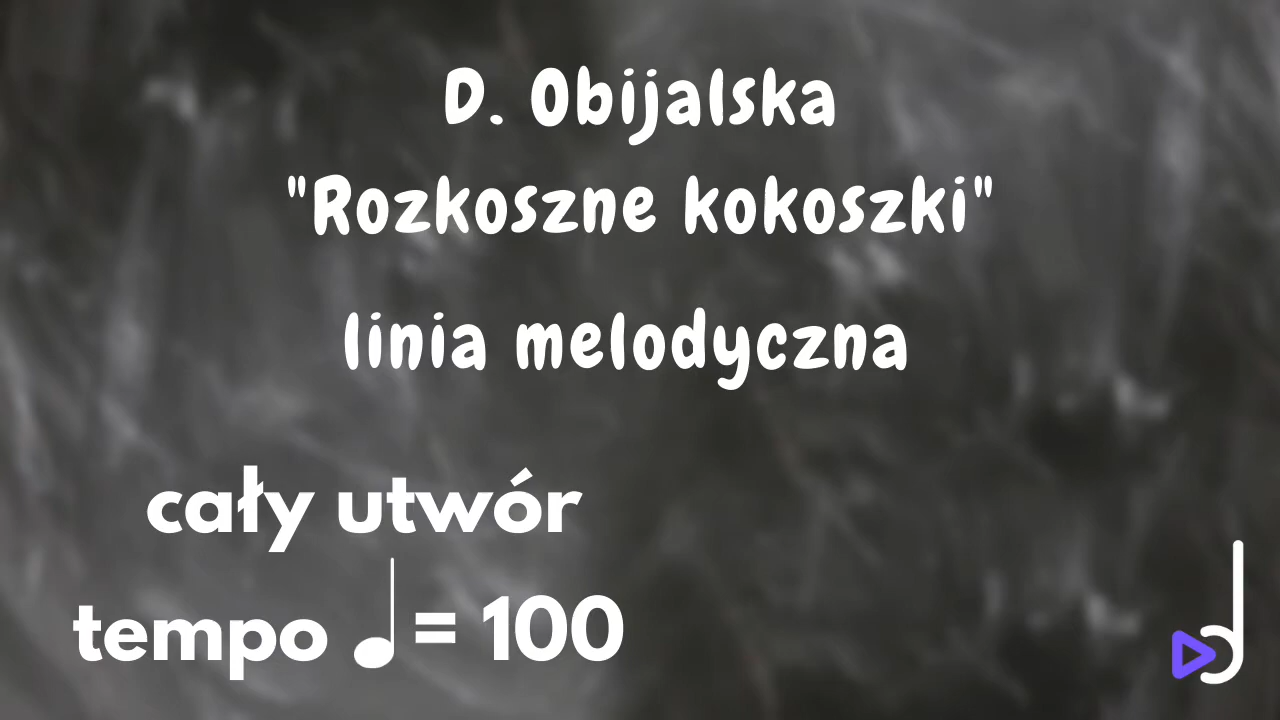 D. Obijalska
"Rozkoszne kokoszki"
linia melodyczna
cały utwór
tempo ♩ = 100